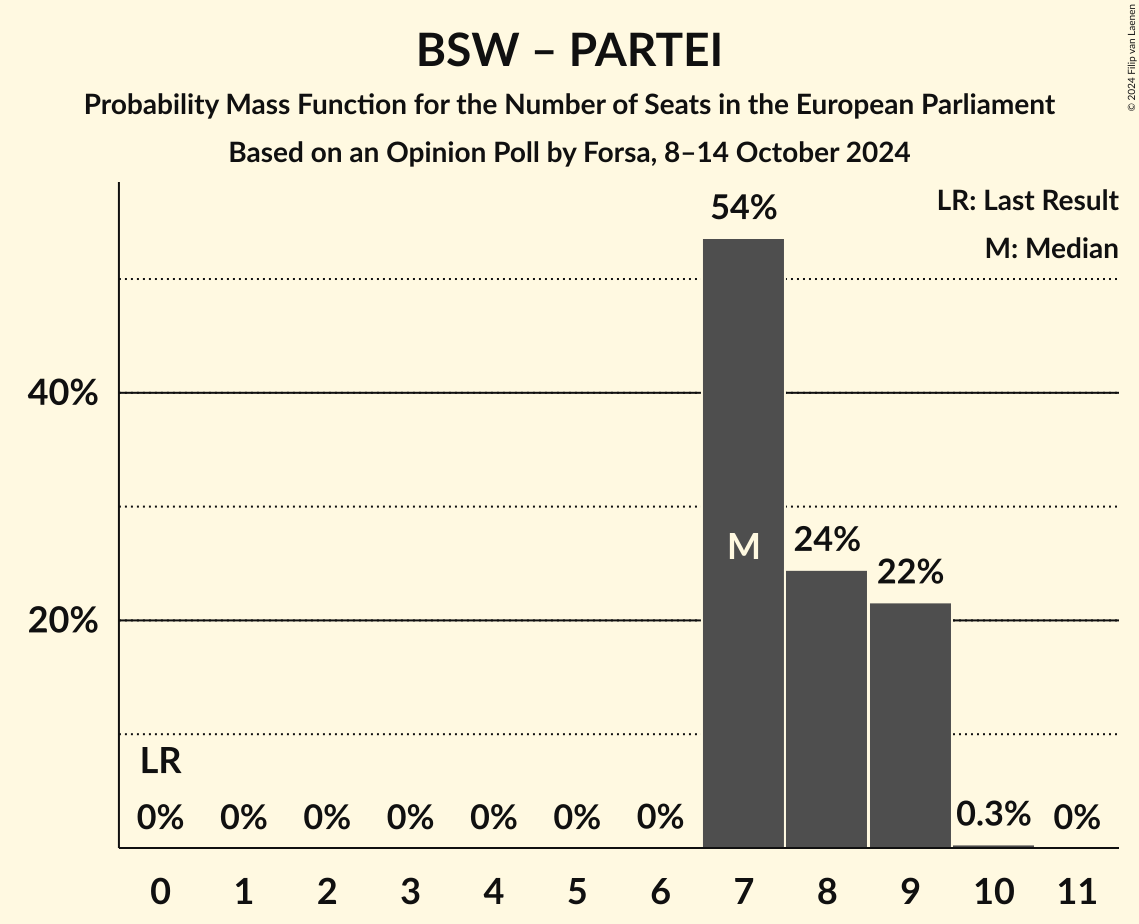 BSW – PARTEI
Probability Mass Function for the Number of Seats in the European Parliament
Based on an Opinion Poll by Forsa, 8–14 October 2024
© 2024 Filip van Laenen
LR: Last Result
M: Median
54%
40%
M
24%
22%
20%
LR
0% 0% 0% 0% 0% 0% 0% 0.3% 0%
0 1 2 3 4 5 6 7 8 9 10 11